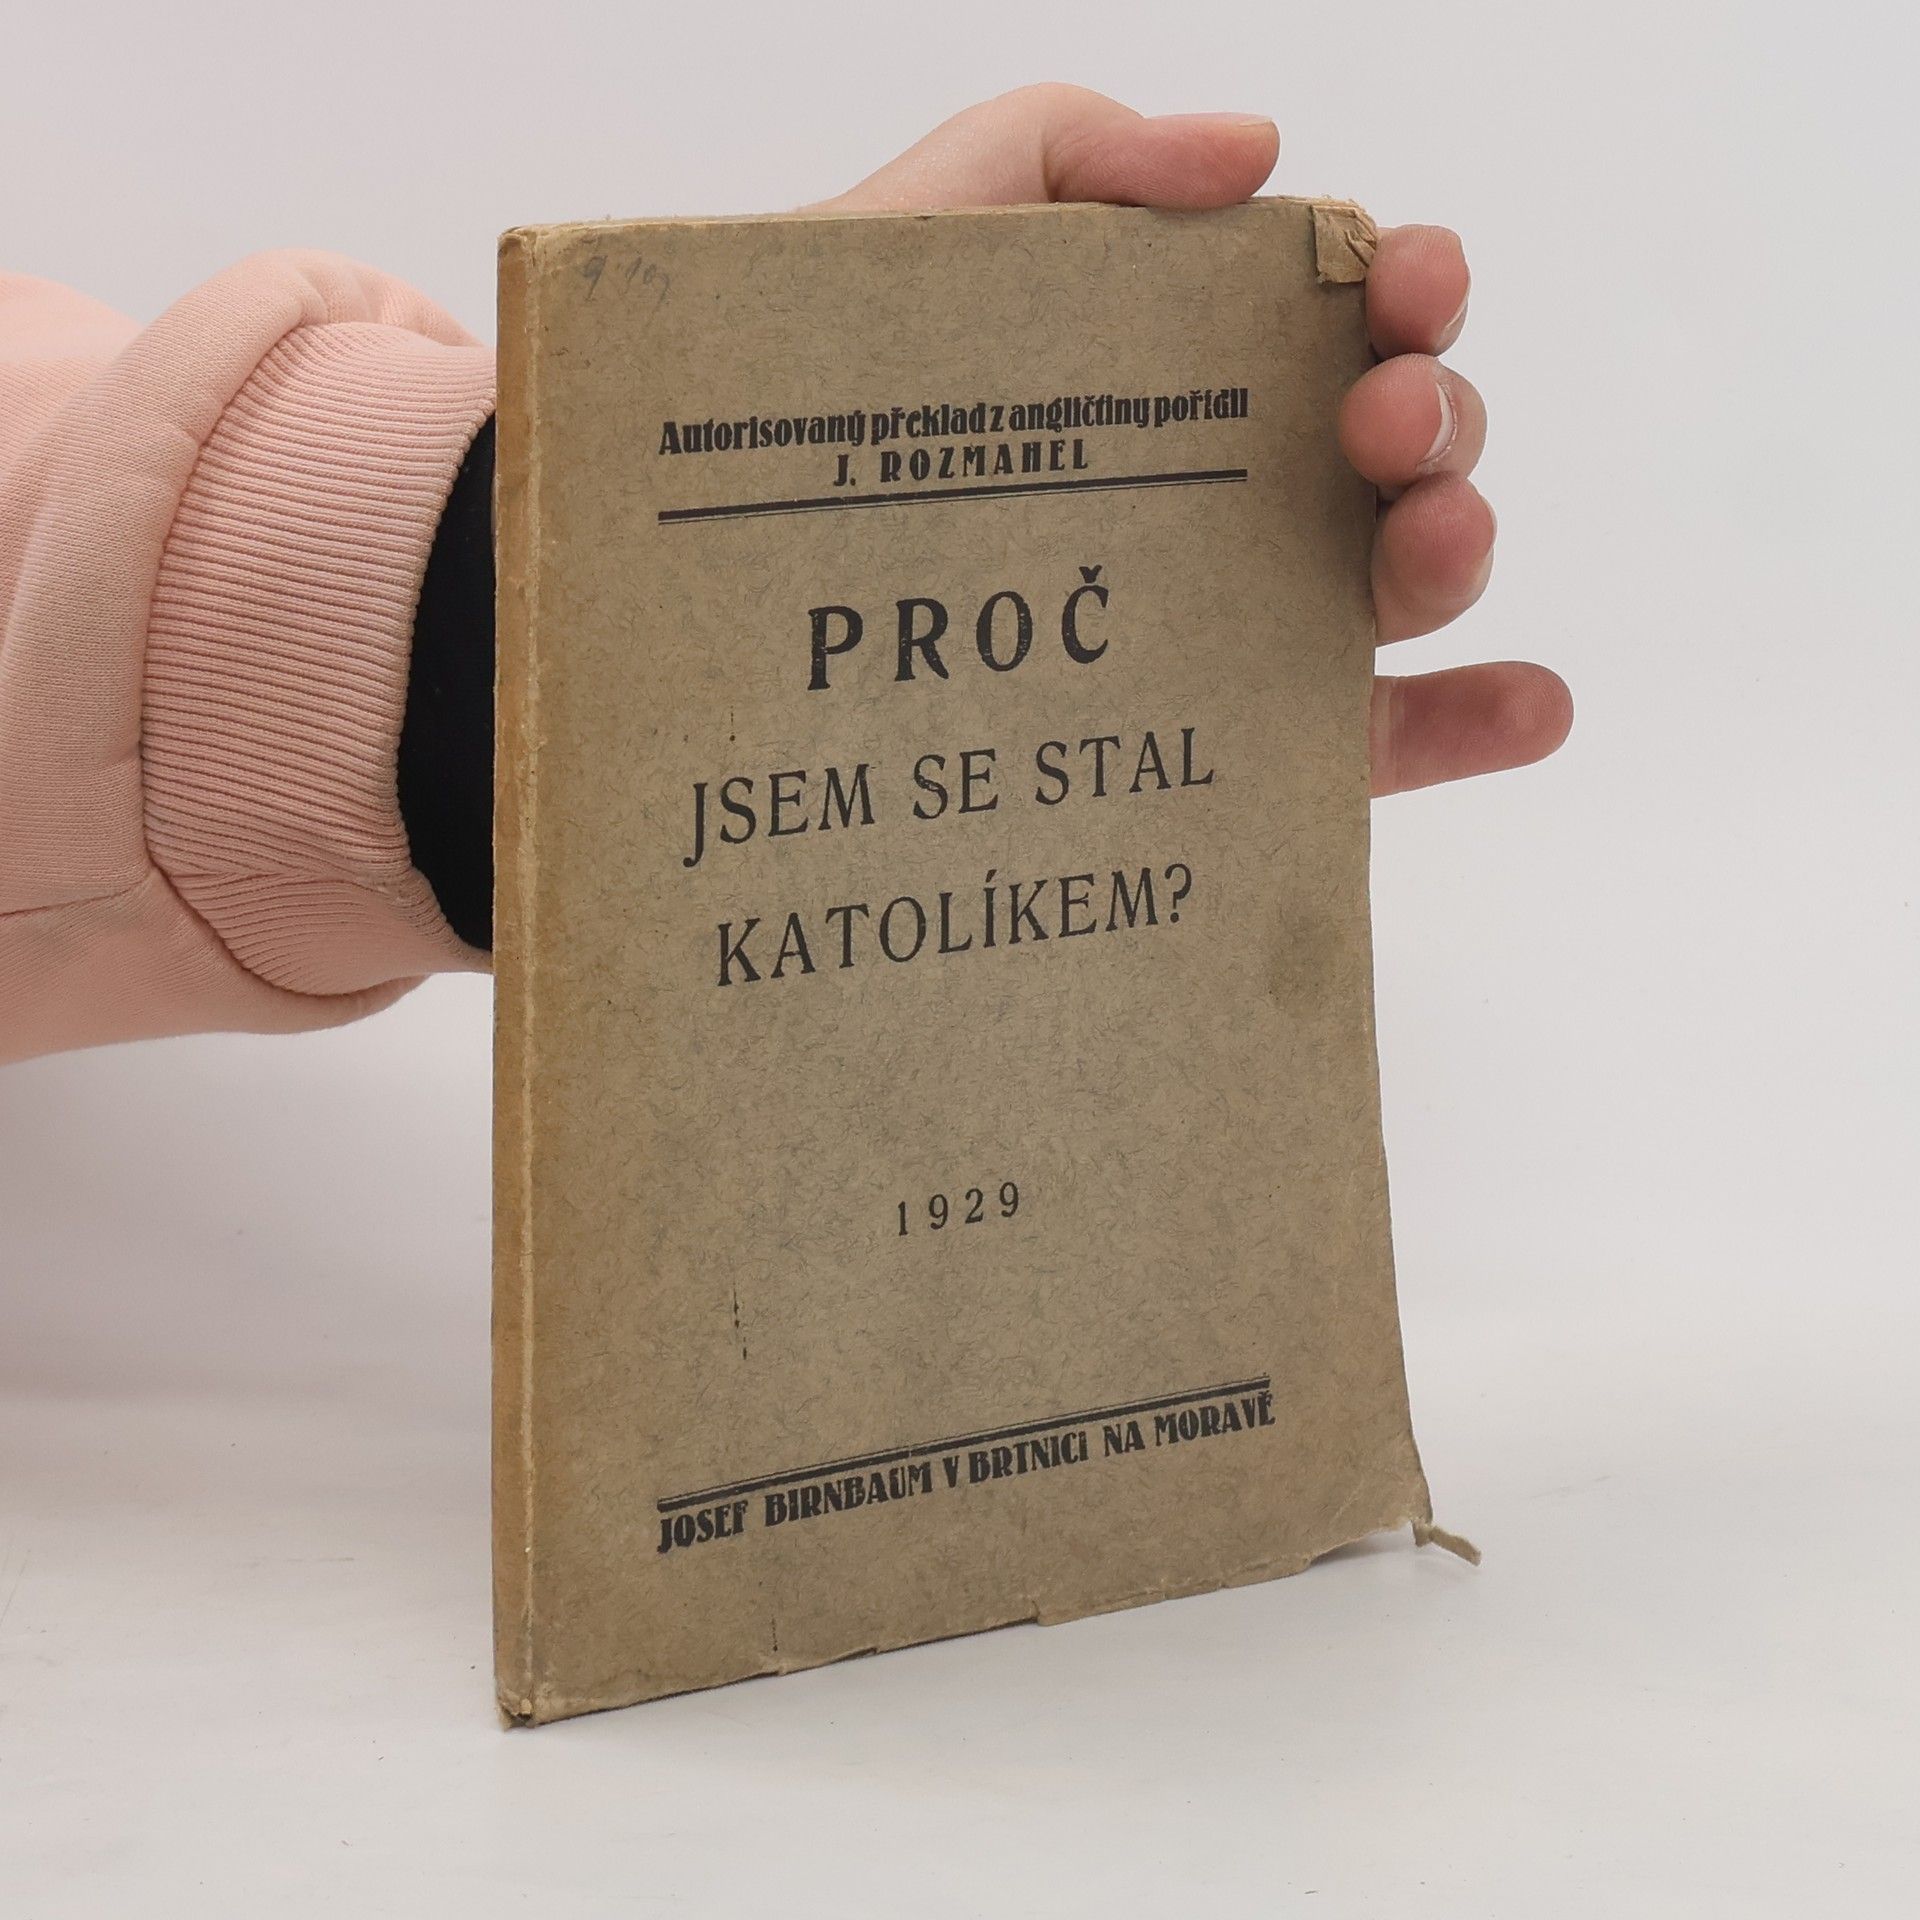 Autorisovaný překlad z angličtiny pořídil
J. ROZMAHEL
PROČ
JSEM SE STAL
KATOLÍKEM?
1929
JOSEF BIRNBAUM V BRTNICI NA MORAVĚ